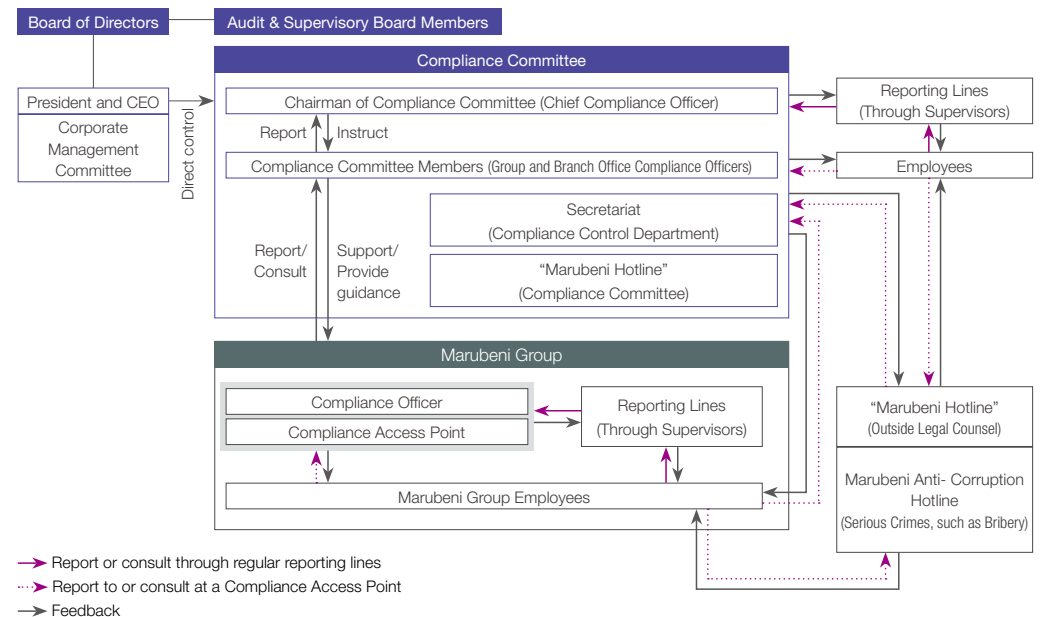 Board of Directors
Audit & Supervisory Board Members
Compliance Committee
President and CEO
Corporate
Management
Committee
Direct control
Chairman of Compliance Committee (Chief Compliance Officer)
Report
Instruct
Compliance Committee Members (Group and Branch Office Compliance Officers)
Reporting Lines
(Through Supervisors)
Employees
Secretariat
(Compliance Control Department)
Report/
Consult
Support/
Provide
guidance
“Marubeni Hotline”
(Compliance Committee)
Marubeni Group
Compliance Officer
Compliance Access Point
Reporting Lines
(Through Supervisors)
Marubeni Group Employees
“Marubeni Hotline”
(Outside Legal Counsel)
Marubeni Anti- Corruption
Hotline
(Serious Crimes, such as Bribery)
Report or consult through regular reporting lines
Report to or consult at a Compliance Access Point
Feedback